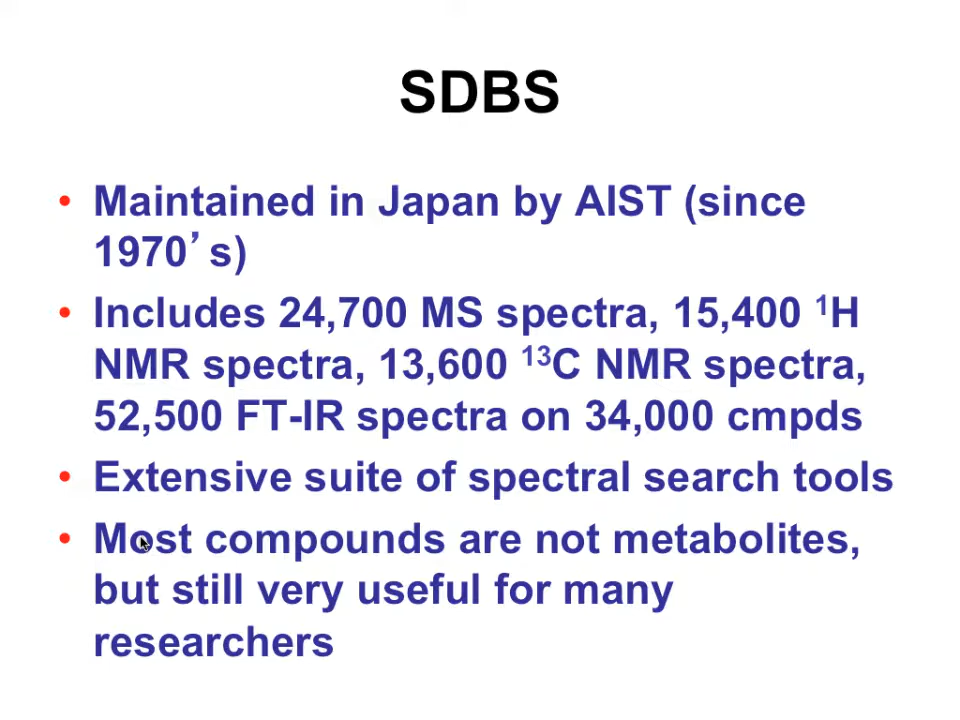 SDBS
• Maintained in Japan by AIST (since
1970’s)
• Includes 24,700 MS spectra, 15,400 ¹H
NMR spectra, 13,600 ¹³C NMR spectra,
52,500 FT-IR spectra on 34,000 cmpds
• Extensive suite of spectral search tools
• Most compounds are not metabolites,
but still very useful for many
researchers